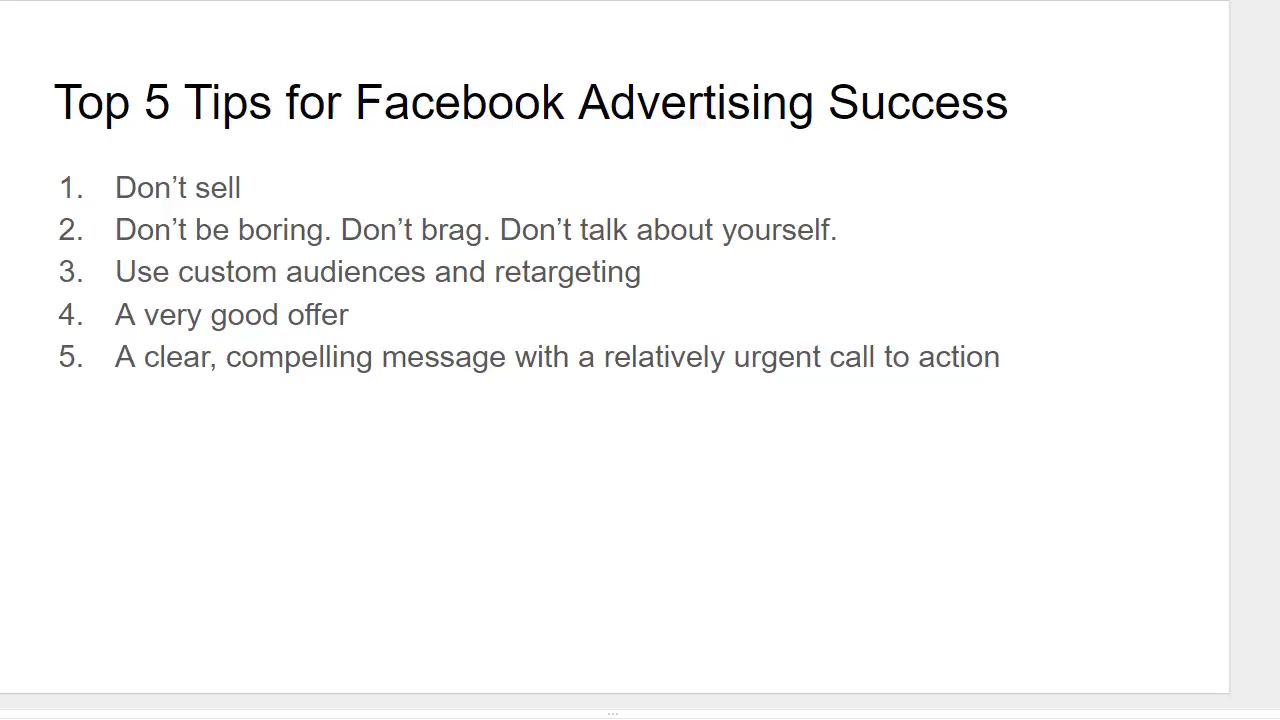 Top 5 Tips for Facebook Advertising Success
1. Don’t sell
2. Don’t be boring. Don’t brag. Don’t talk about yourself.
3. Use custom audiences and retargeting
4. A very good offer
5. A clear, compelling message with a relatively urgent call to action